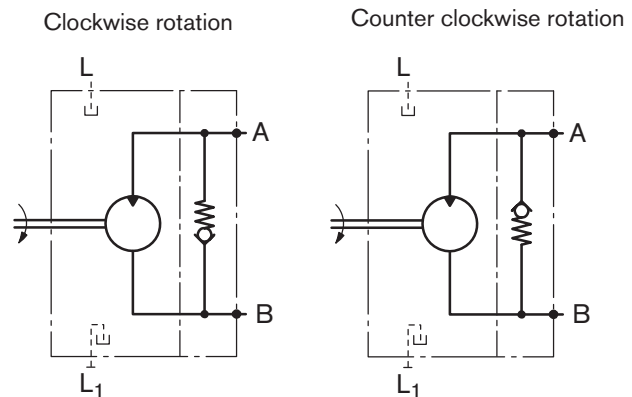 Clockwise rotation
Counter clockwise rotation
L
A
B
L₁
L
A
B
L₁